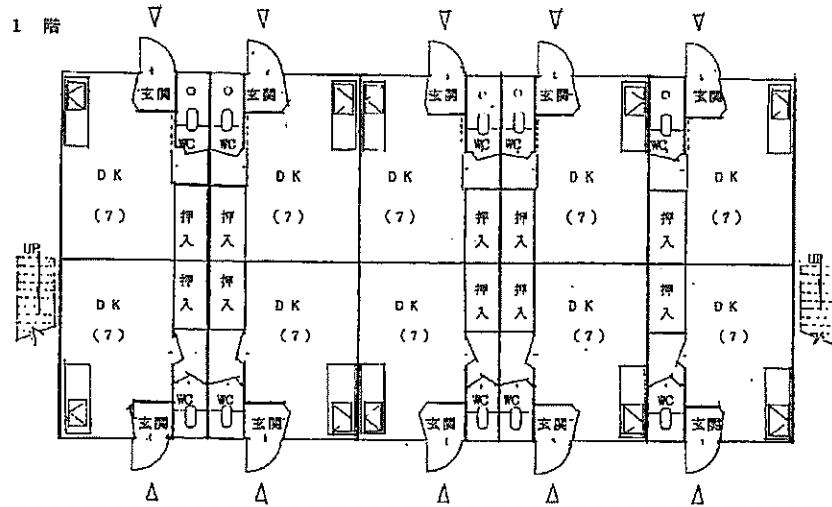 1 階
玄関 玄関 玄関 玄関 玄関
WC WC WC WC WC
DK DK DK DK DK
(7) (7) (7) (7) (7)
押入 押入 押入 押入 押入
UP UP
押入 押入 押入 押入 押入
DK DK DK DK DK
(7) (7) (7) (7) (7)
WC WC WC WC WC
玄関 玄関 玄関 玄関 玄関